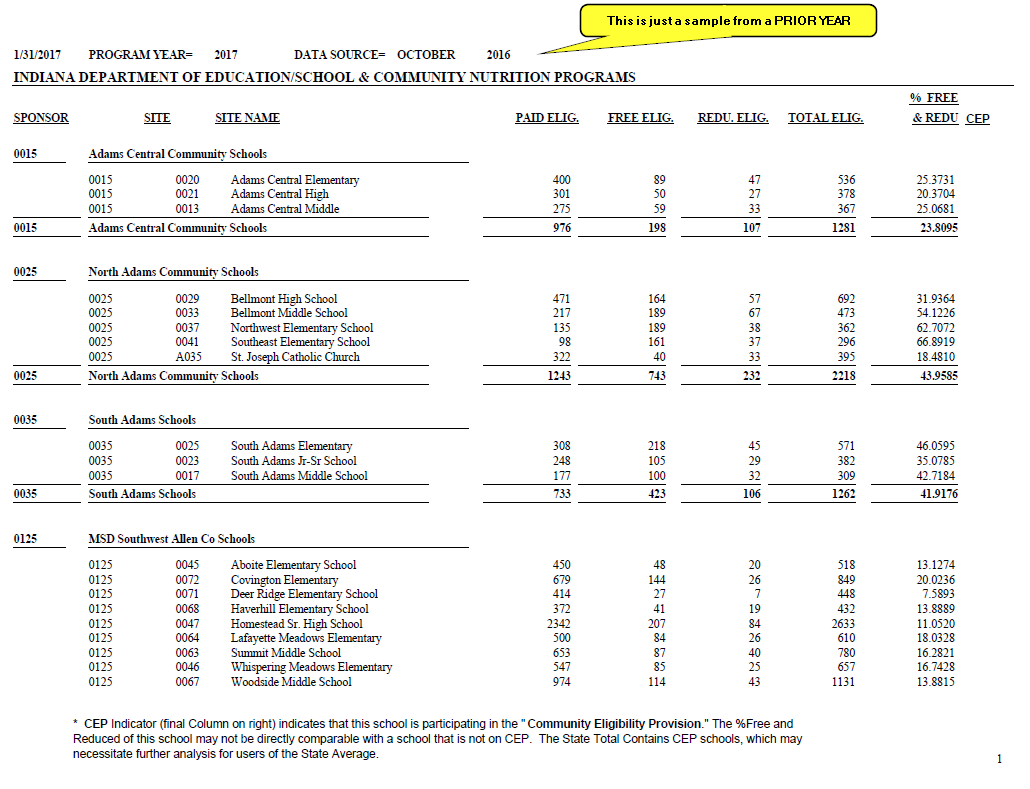 This is just a sample from a PRIOR YEAR
1/31/2017 PROGRAM YEAR= 2017 DATA SOURCE= OCTOBER 2016
INDIANA DEPARTMENT OF EDUCATION/SCHOOL & COMMUNITY NUTRITION PROGRAMS
% FREE
SPONSOR SITE SITE NAME PAID ELIG. FREE ELIG. REDU. ELIG. TOTAL ELIG. & REDU CEP
0015 Adams Central Community Schools
0015 0020 Adams Central Elementary 400 89 47 536 25.3731
0015 0021 Adams Central High 301 50 27 378 20.3704
0015 0013 Adams Central Middle 275 59 33 367 25.0681
0015 Adams Central Community Schools 976 198 107 1281 23.8095
0025 North Adams Community Schools
0025 0029 Bellmont High School 471 164 57 692 31.9364
0025 0033 Bellmont Middle School 217 189 67 473 54.1226
0025 0037 Northwest Elementary School 135 189 38 362 62.7072
0025 0041 Southeast Elementary School 98 161 37 296 66.8919
0025 A035 St. Joseph Catholic Church 322 40 33 395 18.4810
0025 North Adams Community Schools 1243 743 232 2218 43.9585
0035 South Adams Schools
0035 0025 South Adams Elementary 308 218 45 571 46.0595
0035 0023 South Adams Jr-Sr School 248 105 29 382 35.0785
0035 0017 South Adams Middle School 177 100 32 309 42.7184
0035 South Adams Schools 733 423 106 1262 41.9176
0125 MSD Southwest Allen Co Schools
0125 0045 Aboite Elementary School 450 48 20 518 13.1274
0125 0072 Covington Elementary 679 144 26 849 20.0236
0125 0071 Deer Ridge Elementary School 414 27 7 448 7.5893
0125 0068 Haverhill Elementary School 372 41 19 432 13.8889
0125 0047 Homestead Sr. High School 2342 207 84 2633 11.0520
0125 0064 Lafayette Meadows Elementary 500 84 26 610 18.0328
0125 0063 Summit Middle School 653 87 40 780 16.2821
0125 0046 Whispering Meadows Elementary 547 85 25 657 16.7428
0125 0067 Woodside Middle School 974 114 43 1131 13.8815
* CEP Indicator (final Column on right) indicates that this school is participating in the "Community Eligibility Provision." The %Free and
Reduced of this school may not be directly comparable with a school that is not on CEP. The State Total Contains CEP schools, which may
necessitate further analysis for users of the State Average.
1